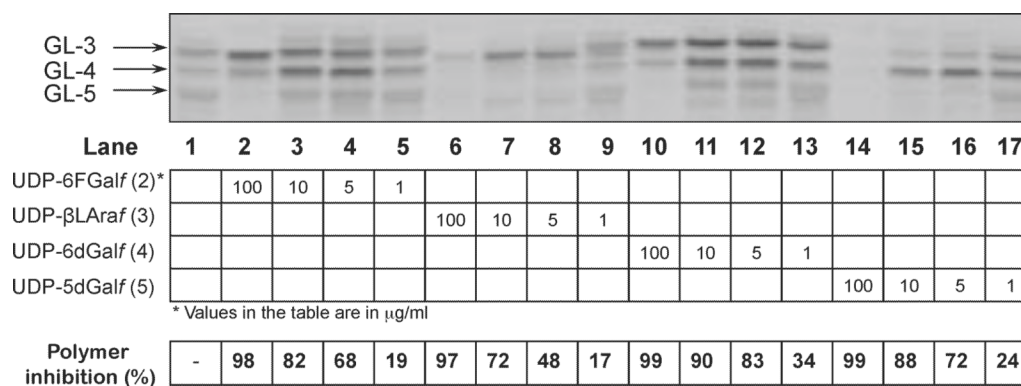 GL-3
GL-4
GL-5
Lane 1 2 3 4 5 6 7 8 9 10 11 12 13 14 15 16 17
UDP-6FGalf (2)* 100 10 5 1
UDP-βLAraf (3) 100 10 5 1
UDP-6dGalf (4) 100 10 5 1
UDP-5dGalf (5) 100 10 5 1
* Values in the table are in μg/ml
Polymer
inhibition (%) - 98 82 68 19 97 72 48 17 99 90 83 34 99 88 72 24